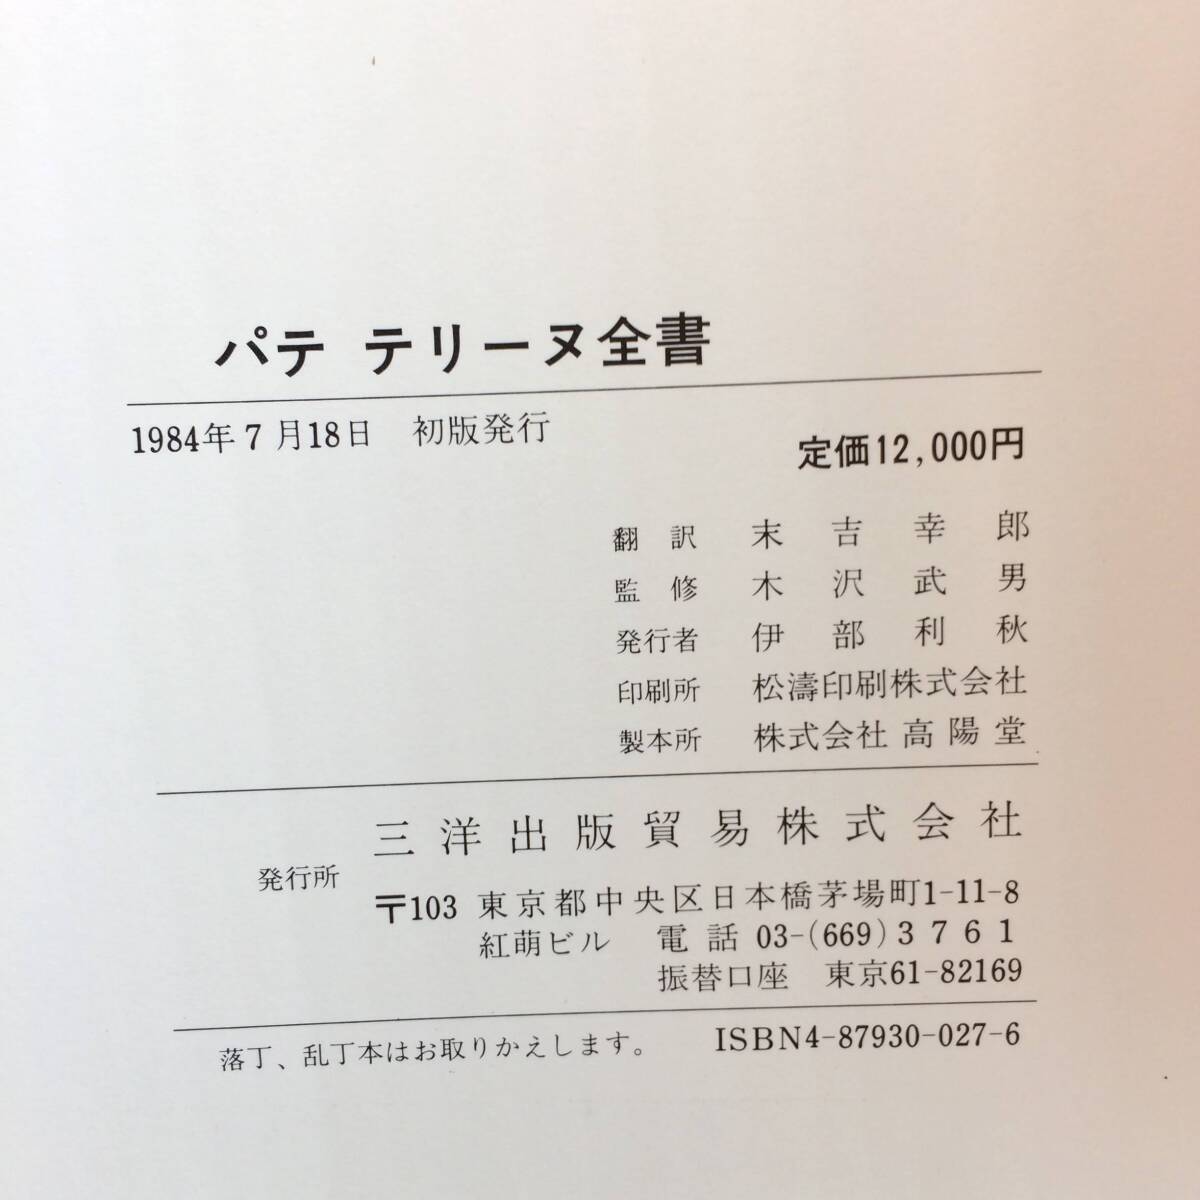 パテ テリーヌ全書
1984年7月18日 初版発行
定価12,000円
翻訳 末吉幸郎
監修 木沢武男
発行者 伊部利秋
印刷所 松濤印刷株式会社
製本所 株式会社高陽堂
発行所 三洋出版貿易株式会社
〒103 東京都中央区日本橋茅場町1-11-8
紅萌ビル 電話 03-(669)3761
振替口座 東京61-82169
落丁、乱丁本はお取りかえします。 ISBN4-87930-027-6